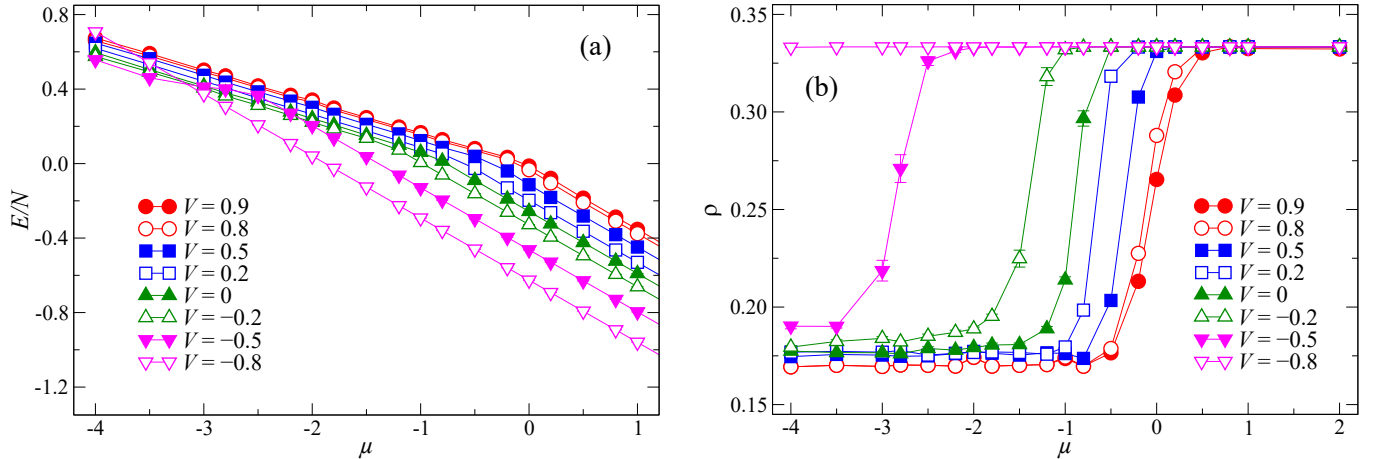 0.8
0.4
0.0
-0.4
-0.8
-1.2
E/N
(a)
V = 0.9
V = 0.8
V = 0.5
V = 0.2
V = 0
V = −0.2
V = −0.5
V = −0.8
-4 -3 -2 -1 0 1
μ
0.35
0.30
0.25
0.20
0.15
ρ
(b)
V = 0.9
V = 0.8
V = 0.5
V = 0.2
V = 0
V = −0.2
V = −0.5
V = −0.8
-4 -3 -2 -1 0 1 2
μ